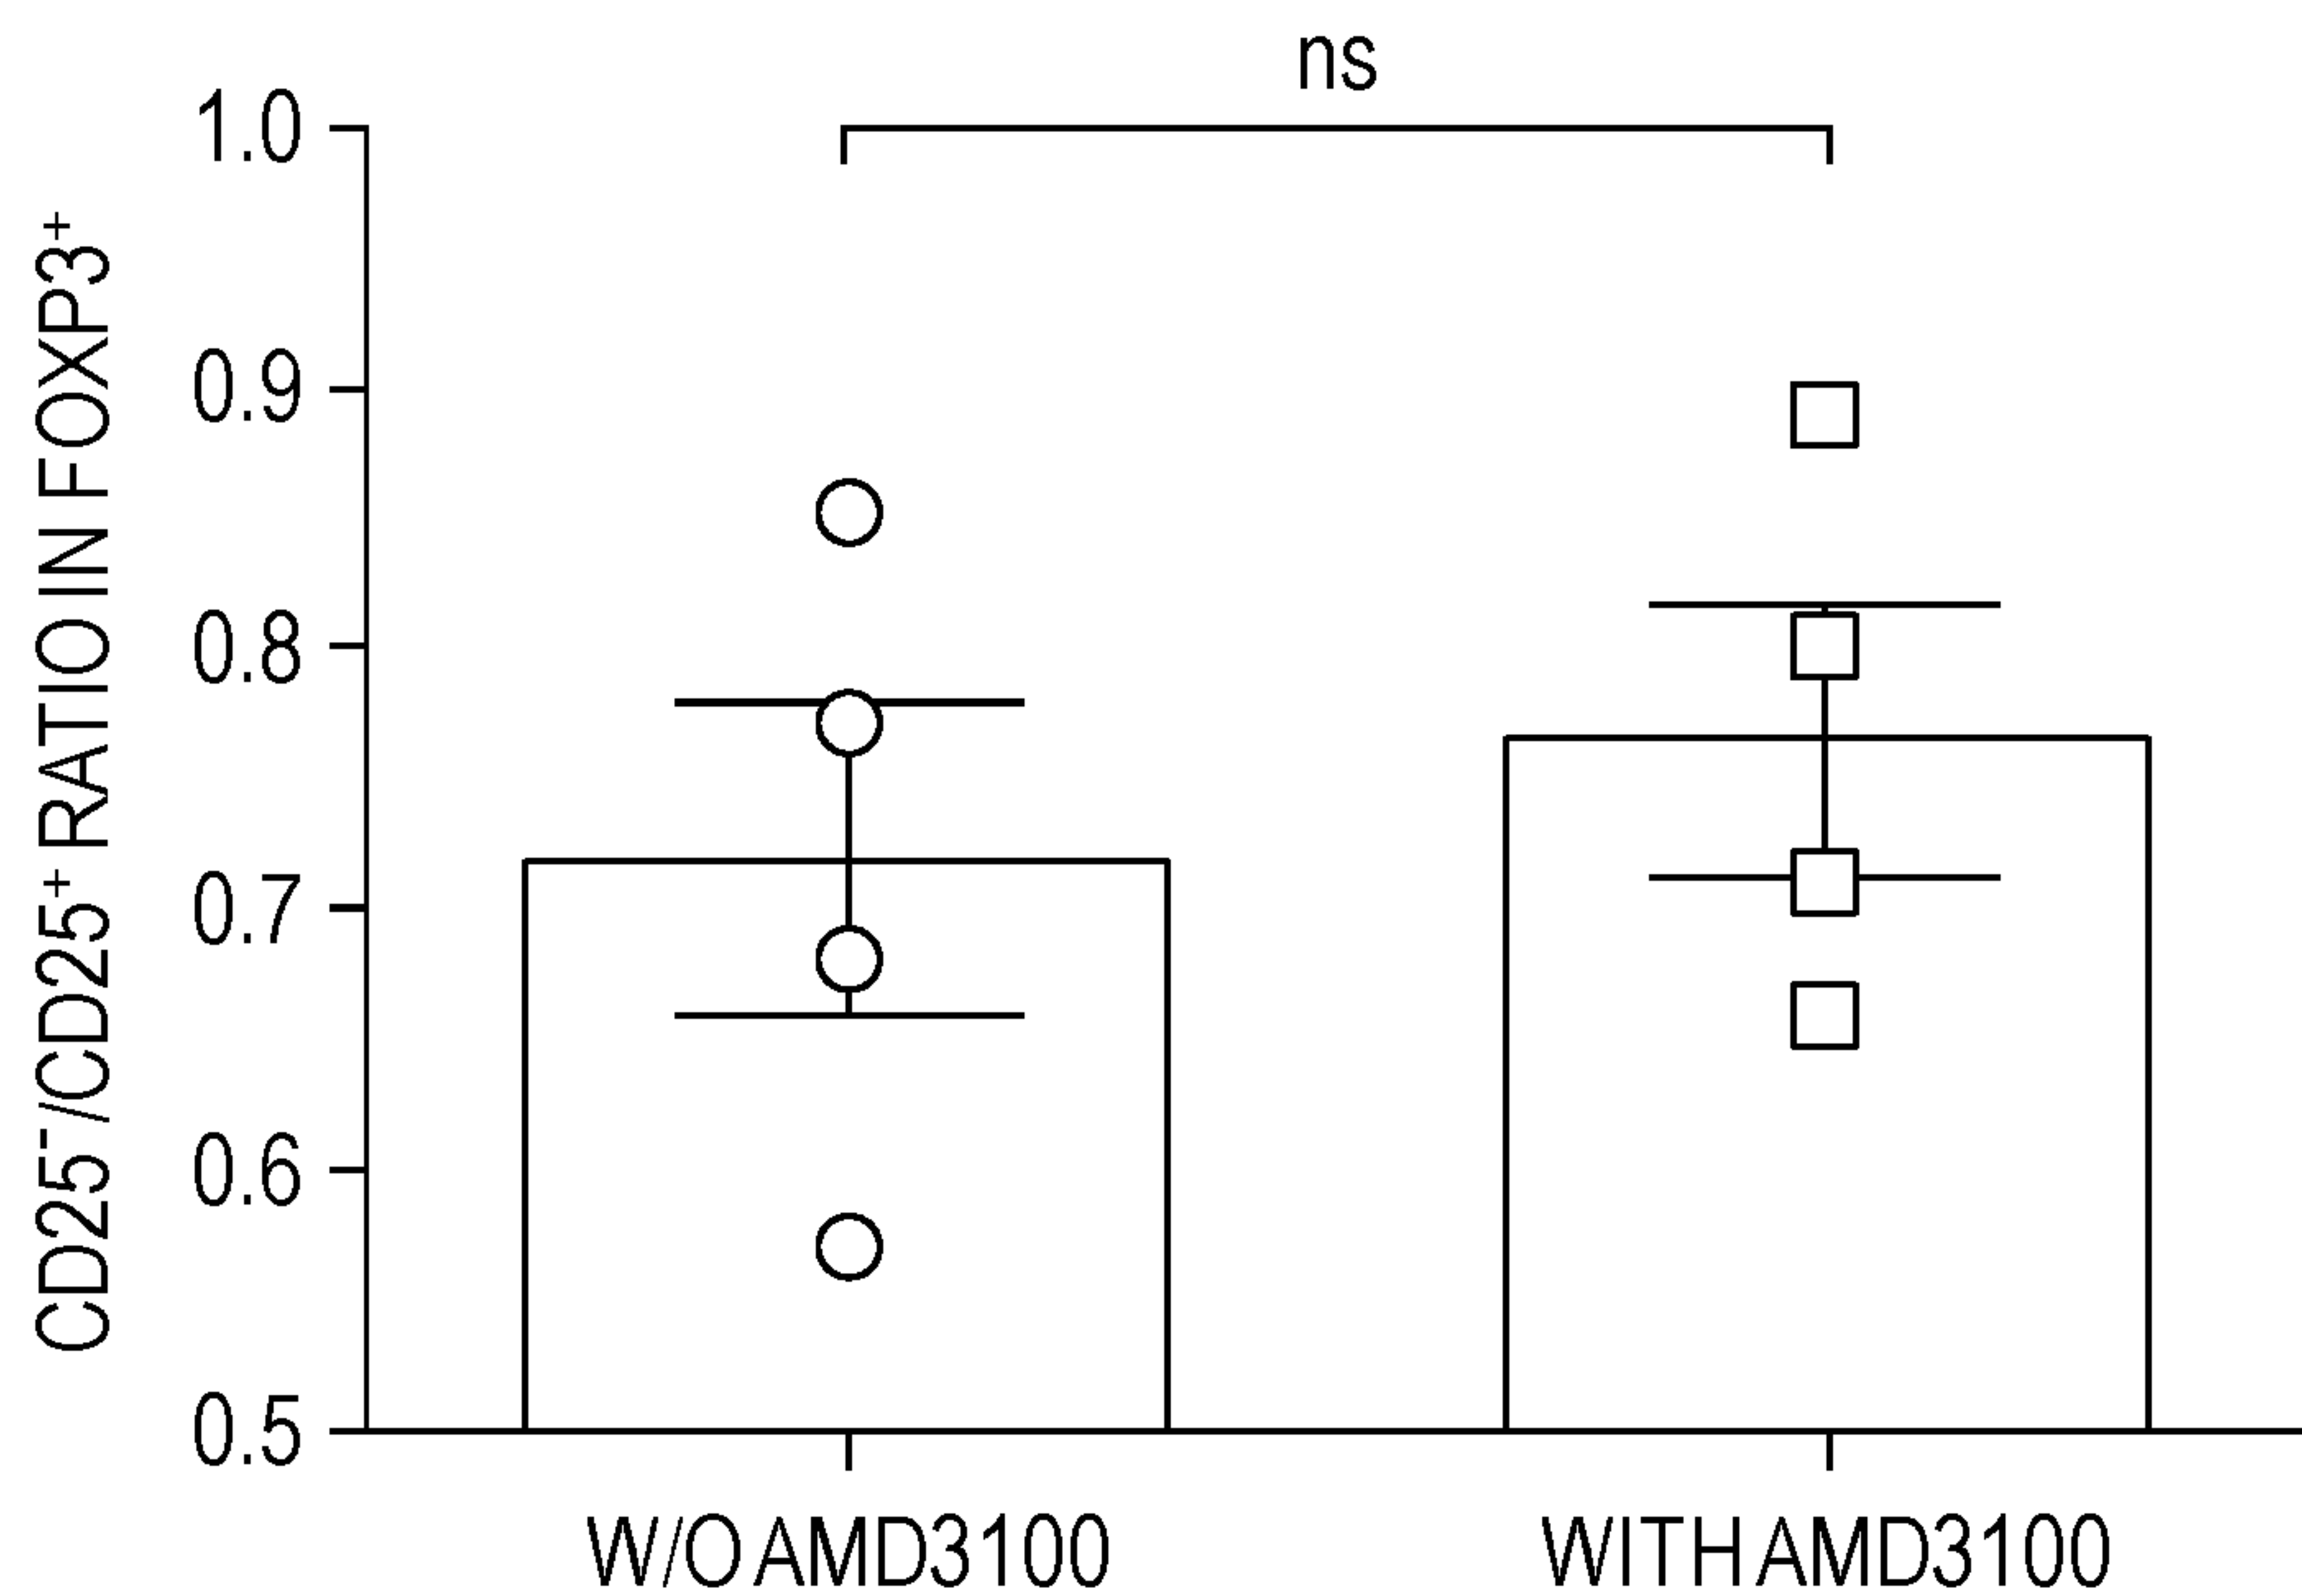 ns
CD25⁻/CD25⁺ RATIO IN FOXP3⁺
1.0
0.9
0.8
0.7
0.6
0.5
W/O AMD3100
WITH AMD3100